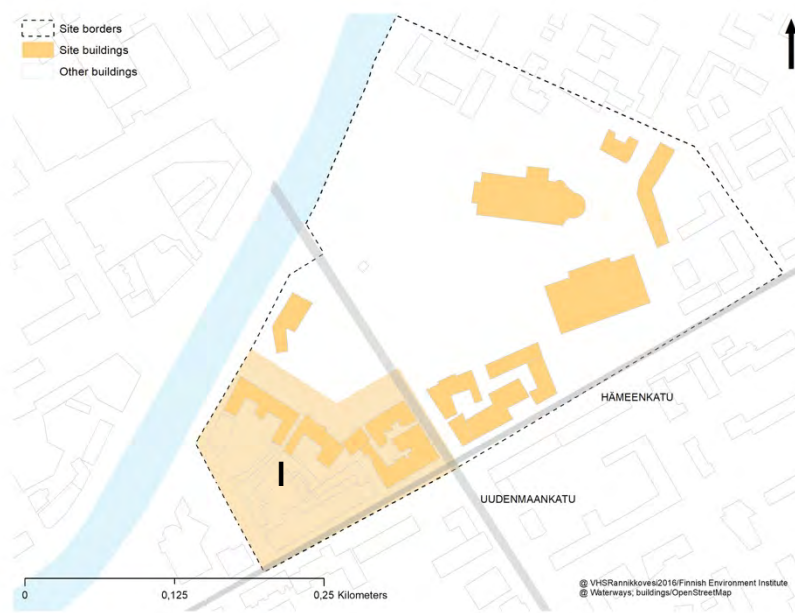 Site borders
Site buildings
Other buildings
HÄMEENKATU
UUDENMAANKATU
I
0 0,125 0,25 Kilometers
@ VHSRannikkovesi2016/Finnish Environment Institute
@ Waterways; buildings/OpenStreetMap